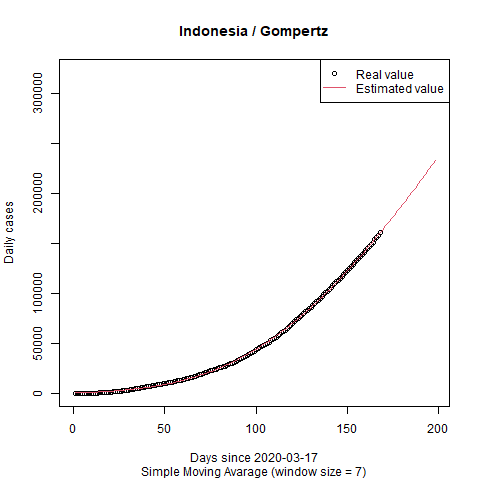 Indonesia / Gompertz
Real value
Estimated value
300000
200000
100000
50000
0
Daily cases
0 50 100 150 200
Days since 2020-03-17
Simple Moving Avarage (window size = 7)